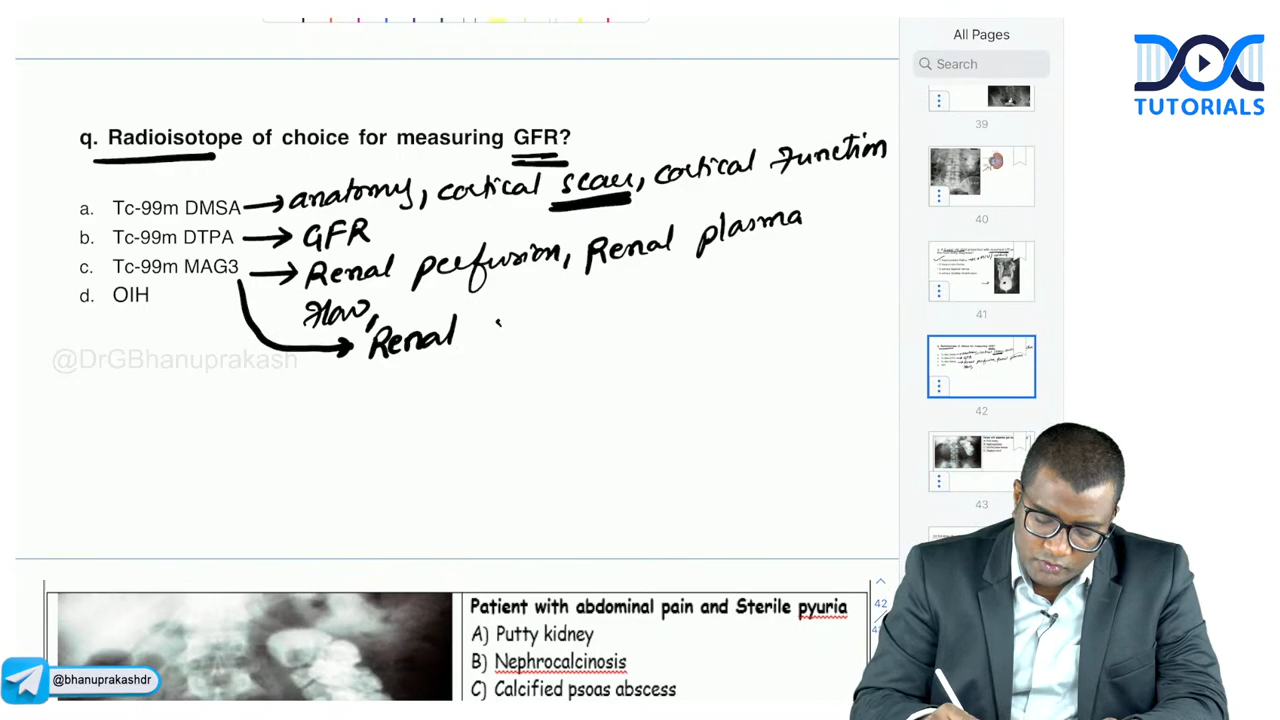 All Pages
Search
DOC
TUTORIALS
39
40
41
42
43
q. Radioisotope of choice for measuring GFR?
a. Tc-99m DMSA → anatomy, cortical scar, cortical function
b. Tc-99m DTPA → GFR
c. Tc-99m MAG3 → Renal perfusion, Renal plasma
flow,
d. OIH
Renal
@DrGBhanuprakash
42
Patient with abdominal pain and Sterile pyuria
A) Putty kidney
B) Nephrocalcinosis
C) Calcified psoas abscess
@bhanuprakashdr